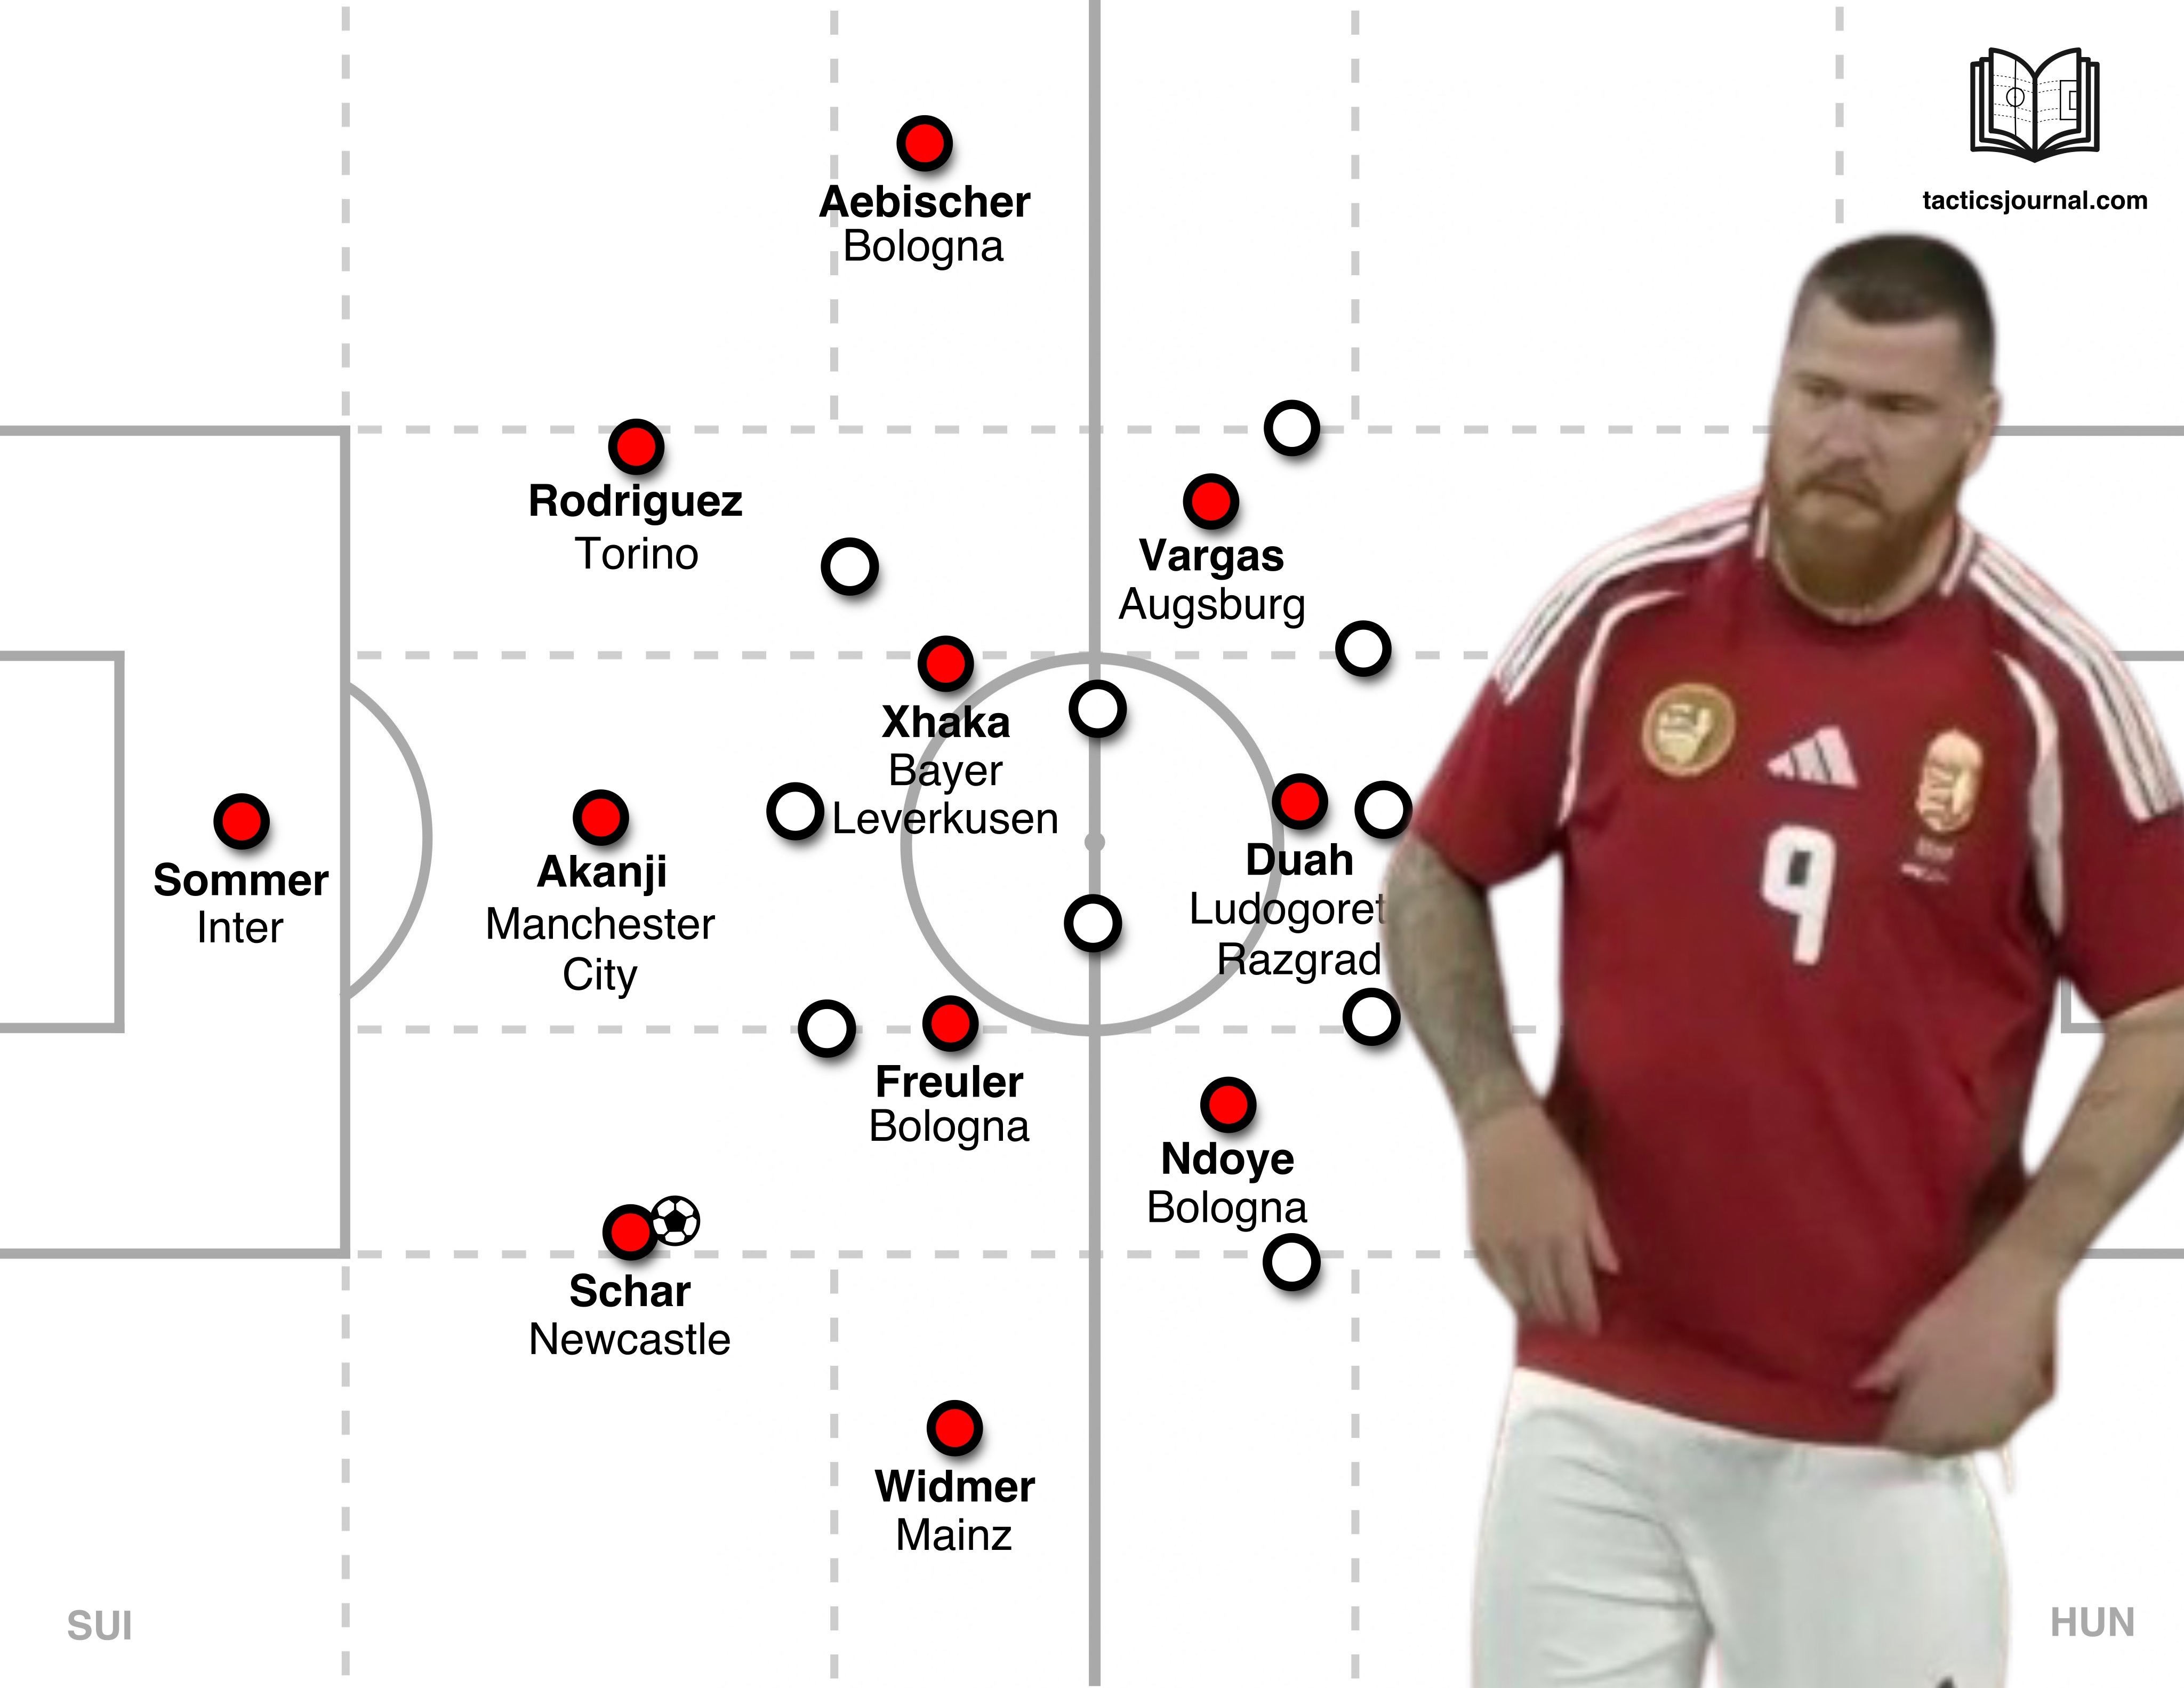 tacticsjournal.com
Aebischer
Bologna
Rodriguez
Torino
Vargas
Augsburg
Xhaka
Bayer
Leverkusen
Sommer
Inter
Akanji
Manchester
City
Duah
Ludogoret
Razgrad
9
Freuler
Bologna
Ndoye
Bologna
Schar
Newcastle
Widmer
Mainz
SUI
HUN